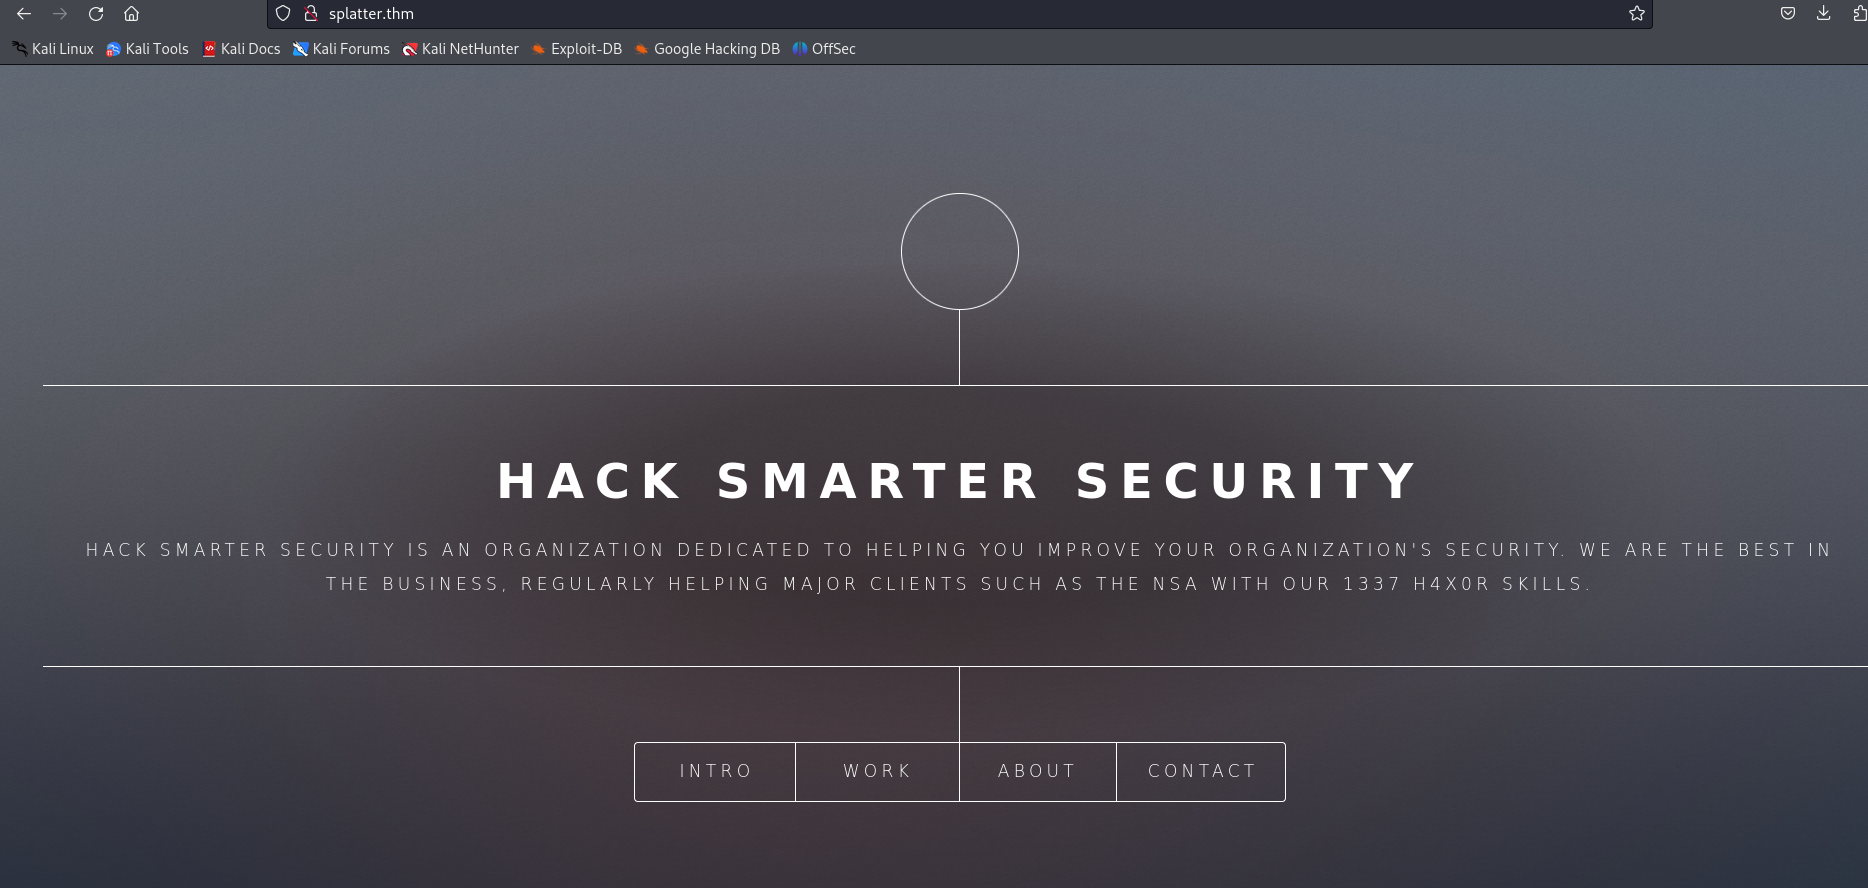 splatter.thm
Kali Linux Kali Tools Kali Docs Kali Forums Kali NetHunter Exploit-DB Google Hacking DB OffSec
HACK SMARTER SECURITY
HACK SMARTER SECURITY IS AN ORGANIZATION DEDICATED TO HELPING YOU IMPROVE YOUR ORGANIZATION'S SECURITY. WE ARE THE BEST IN
THE BUSINESS, REGULARLY HELPING MAJOR CLIENTS SUCH AS THE NSA WITH OUR 1337 H4X0R SKILLS.
INTRO WORK ABOUT CONTACT